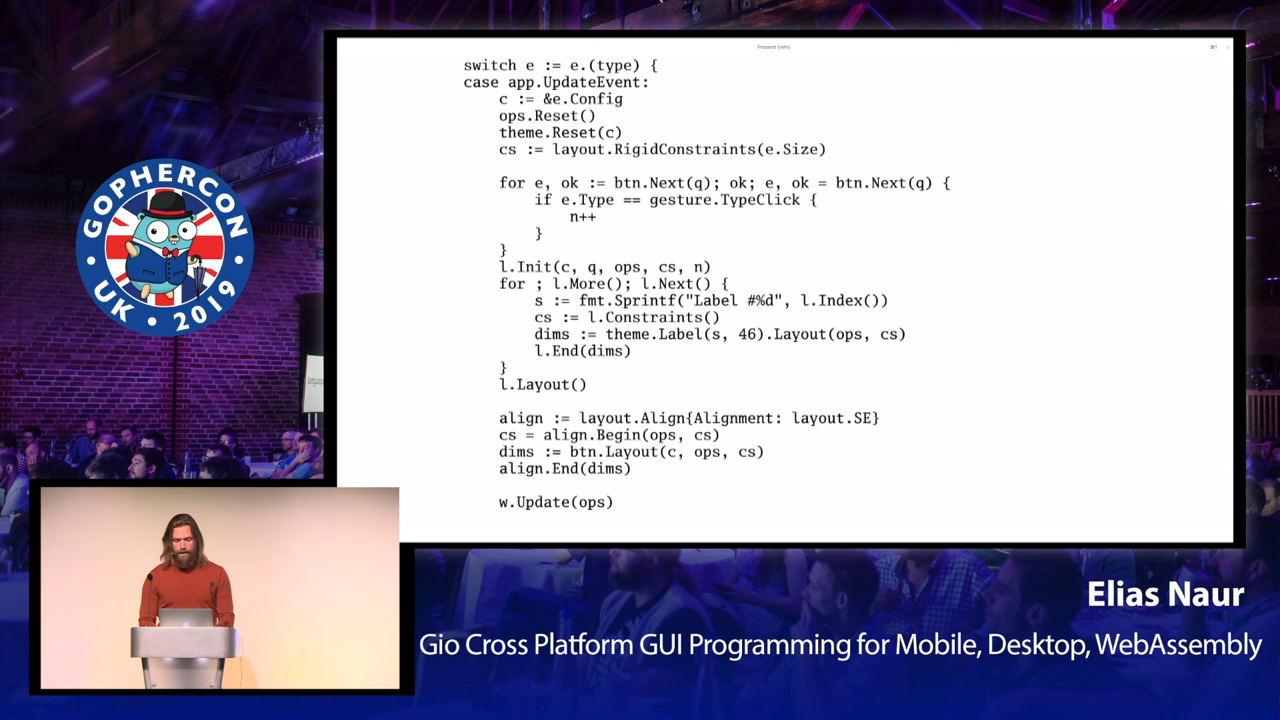 Present (vm)
switch e := e.(type) {
case app.UpdateEvent:
c := &e.Config
ops.Reset()
theme.Reset(c)
cs := layout.RigidConstraints(e.Size)
for e, ok := btn.Next(q); ok; e, ok = btn.Next(q) {
if e.Type == gesture.TypeClick {
n++
}
}
l.Init(c, q, ops, cs, n)
for ; l.More(); l.Next() {
s := fmt.Sprintf("Label #%d", l.Index())
cs := l.Constraints()
dims := theme.Label(s, 46).Layout(ops, cs)
l.End(dims)
}
l.Layout()
align := layout.Align{Alignment: layout.SE}
cs = align.Begin(ops, cs)
dims := btn.Layout(c, ops, cs)
align.End(dims)
w.Update(ops)
GOPHERCON
UK • 2019
Elias Naur
Gio Cross Platform GUI Programming for Mobile, Desktop, WebAssembly